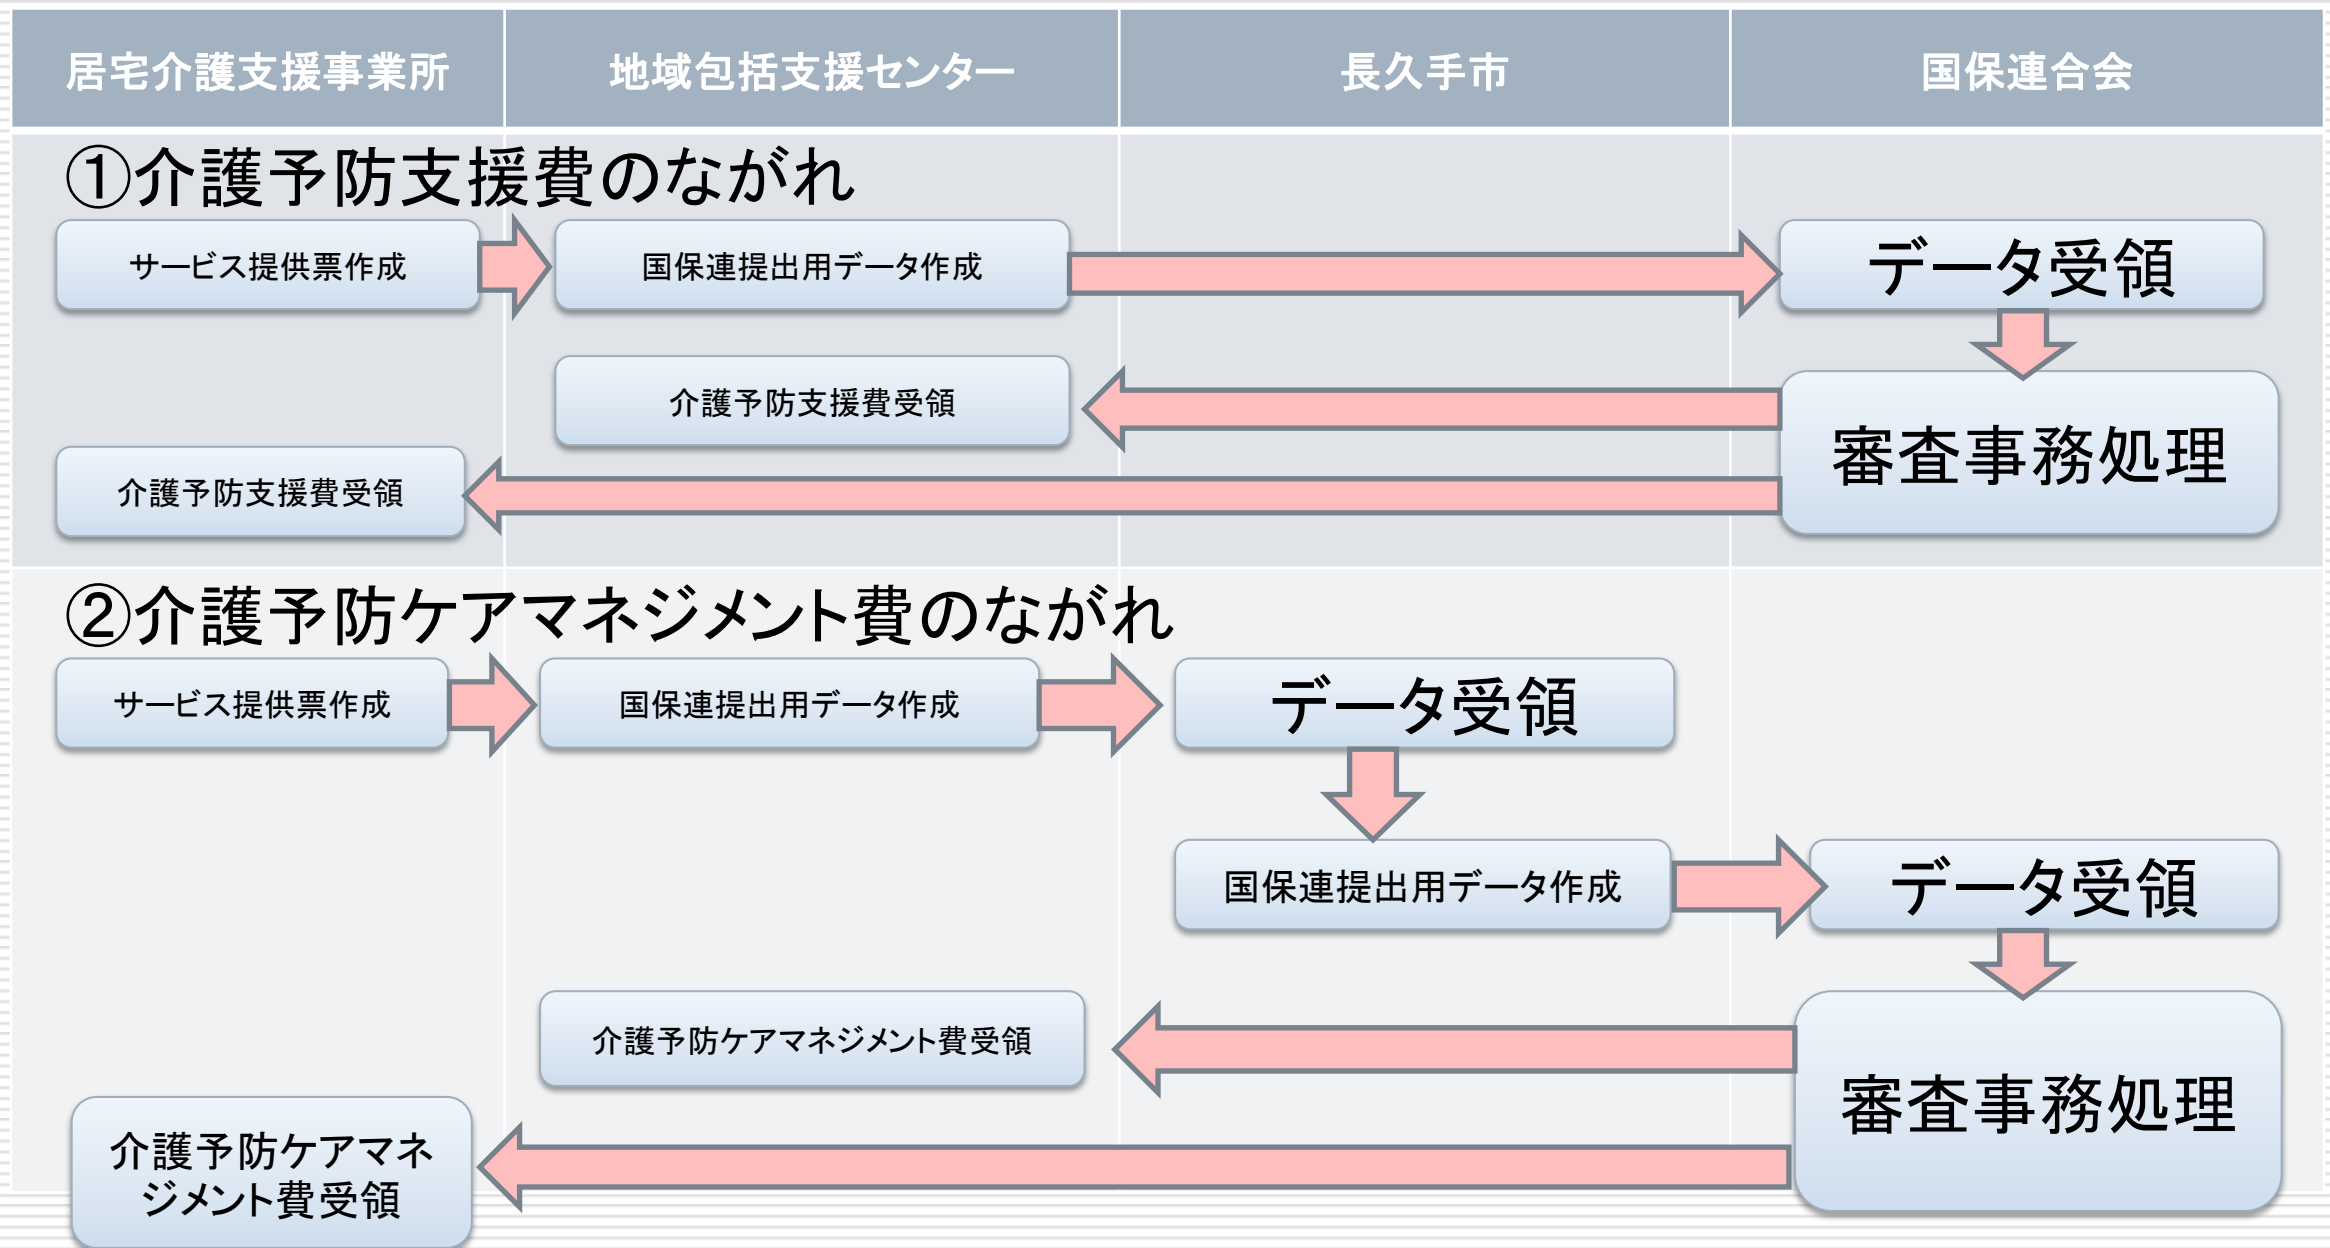 居宅介護支援事業所
地域包括支援センター
長久手市
国保連合会
①介護予防支援費のながれ
サービス提供票作成
国保連提出用データ作成
データ受領
介護予防支援費受領
審査事務処理
介護予防支援費受領
②介護予防ケアマネジメント費のながれ
サービス提供票作成
国保連提出用データ作成
データ受領
国保連提出用データ作成
データ受領
介護予防ケアマネジメント費受領
審査事務処理
介護予防ケアマネ
ジメント費受領